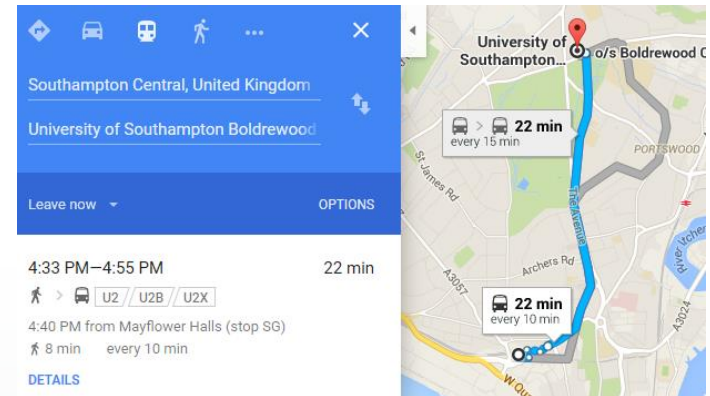 Southampton Central, United Kingdom
University of Southampton Boldrewood
Leave now
OPTIONS
4:33 PM—4:55 PM
22 min
U2 / U2B / U2X
4:40 PM from Mayflower Halls (stop SG)
8 min every 10 min
DETAILS
University of
Southampton...
o/s Boldrewood C
22 min
every 15 min
PORTSWOOD
St James Rd
The Avenue
River Itchen
Archers Rd
A3057
22 min
every 10 min
A3024
W Qu